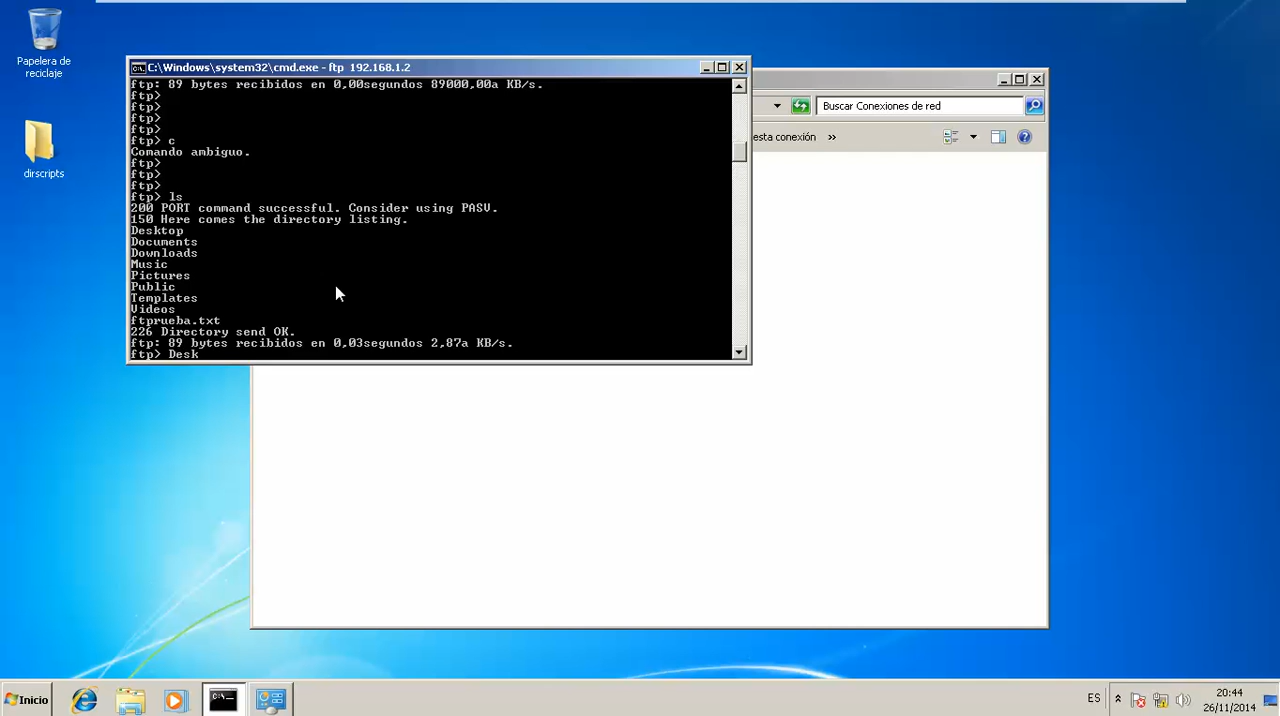 Papelera de
reciclaje
dirscripts
C:\Windows\system32\cmd.exe - ftp 192.168.1.2
ftp: 89 bytes recibidos en 0,00segundos 89000,00a KB/s.
ftp>
ftp>
ftp>
ftp>
ftp> c
Comando ambiguo.
ftp>
ftp>
ftp>
ftp> ls
200 PORT command successful. Consider using PASV.
150 Here comes the directory listing.
Desktop
Documents
Downloads
Music
Pictures
Public
Templates
Videos
ftprueba.txt
226 Directory send OK.
ftp: 89 bytes recibidos en 0,03segundos 2,87a KB/s.
ftp> Desk
Buscar Conexiones de red
esta conexión »
Inicio
C:\_
ES
20:44
26/11/2014